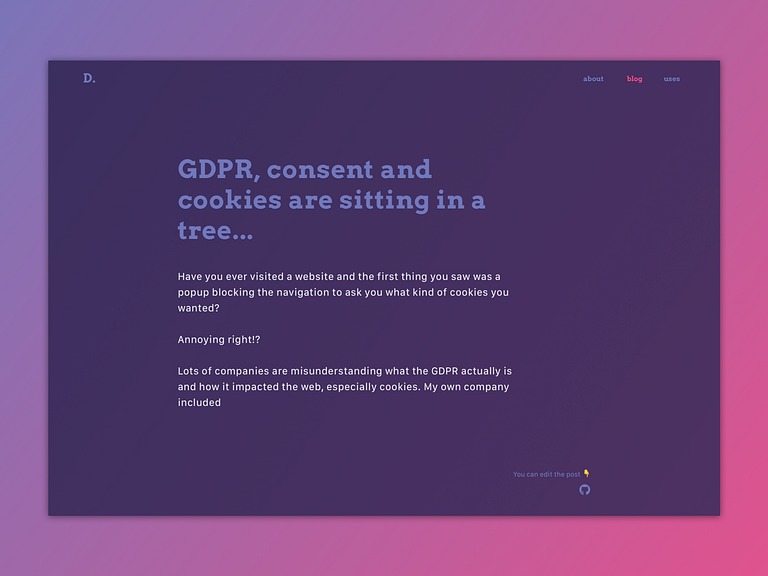 D.
about blog uses
GDPR, consent and
cookies are sitting in a
tree...
Have you ever visited a website and the first thing you saw was a
popup blocking the navigation to ask you what kind of cookies you
wanted?
Annoying right!?
Lots of companies are misunderstanding what the GDPR actually is
and how it impacted the web, especially cookies. My own company
included
You can edit the post 👇